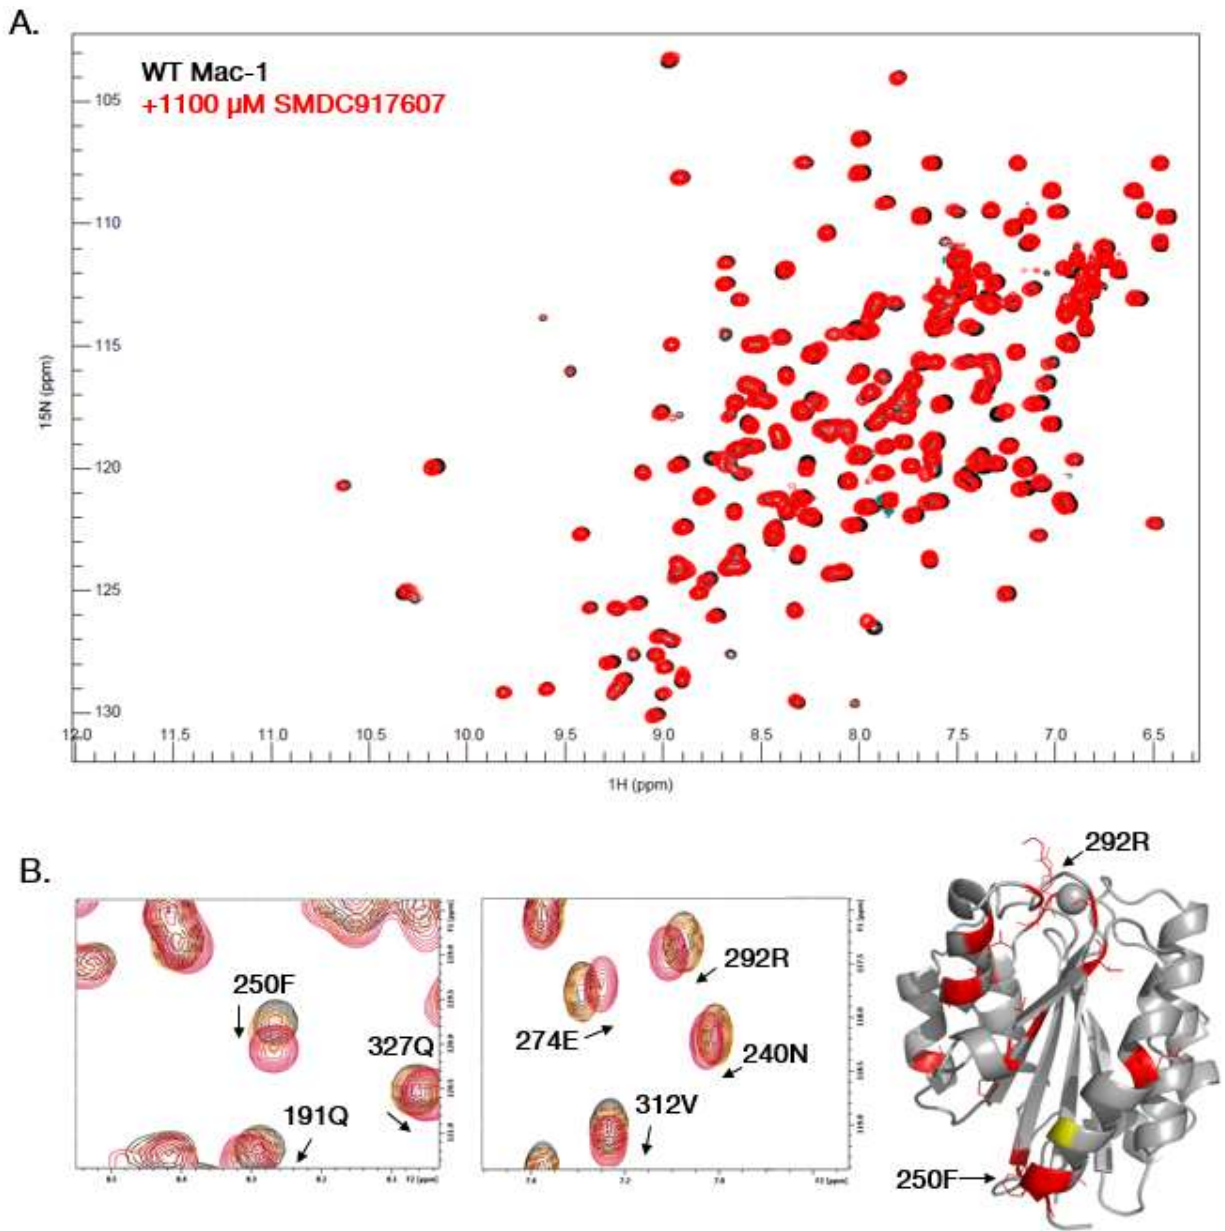 A.
WT Mac-1
+1100 µM SMDC917607
105
110
115
120
125
130
15N (ppm)
12.0 11.5 11.0 10.5 10.0 9.5 9.0 8.5 8.0 7.5 7.0 6.5
1H (ppm)
B.
250F
327Q
191Q
F2 [ppm]
292R
274E
240N
312V
292R
250F